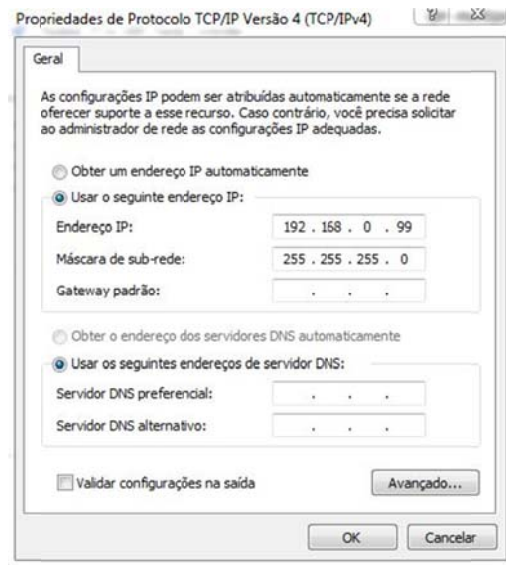 Propriedades de Protocolo TCP/IP Versão 4 (TCP/IPv4)
Geral
As configurações IP podem ser atribuídas automaticamente se a rede
oferecer suporte a esse recurso. Caso contrário, você precisa solicitar
ao administrador de rede as configurações IP adequadas.
Obter um endereço IP automaticamente
Usar o seguinte endereço IP:
Endereço IP: 192 . 168 . 0 . 99
Máscara de sub-rede: 255 . 255 . 255 . 0
Gateway padrão: . . .
Obter o endereço dos servidores DNS automaticamente
Usar os seguintes endereços de servidor DNS:
Servidor DNS preferencial: . . .
Servidor DNS alternativo: . . .
Validar configurações na saída Avançado...
OK Cancelar